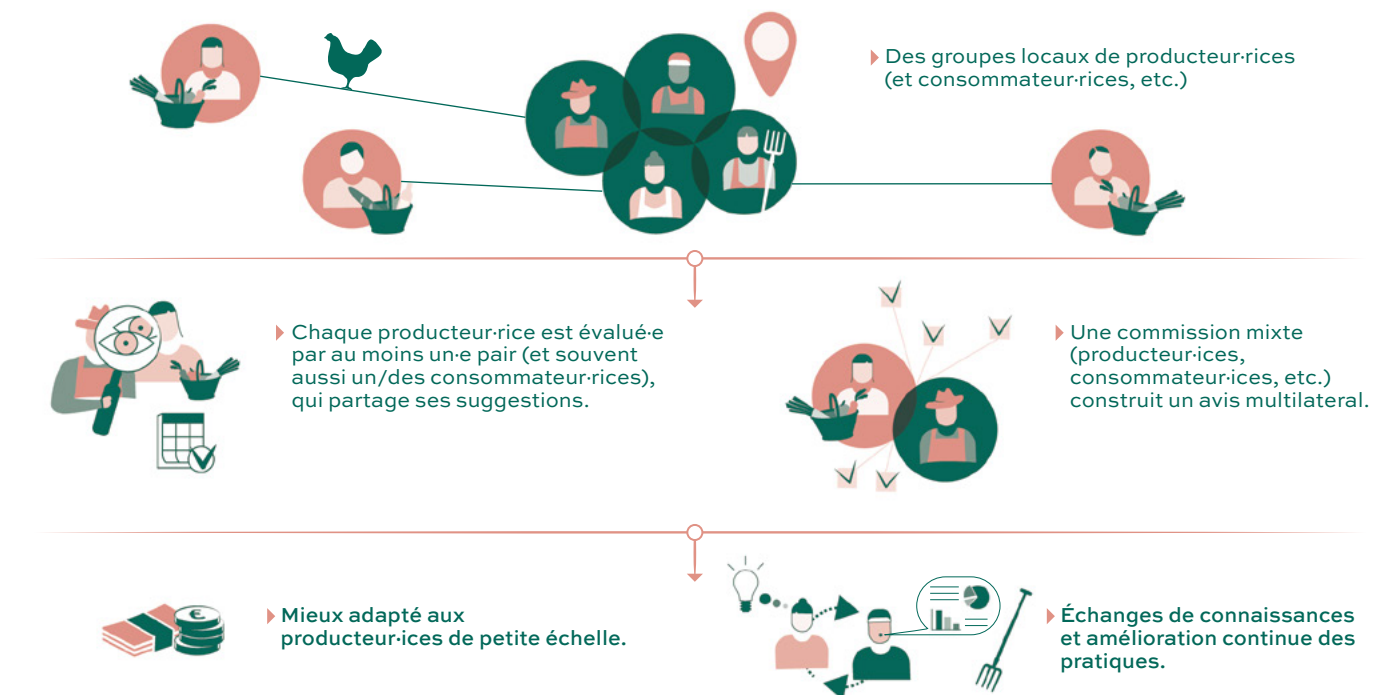 Des groupes locaux de producteur·rices
(et consommateur·rices, etc.)
Chaque producteur·rice est évalué·e
par au moins un·e pair (et souvent
aussi un/des consommateur·rices),
qui partage ses suggestions.
Une commission mixte
(producteur·ices,
consommateur·ices, etc.)
construit un avis multilateral.
€
Mieux adapté aux
producteur·ices de petite échelle.
Échanges de connaissances
et amélioration continue des
pratiques.